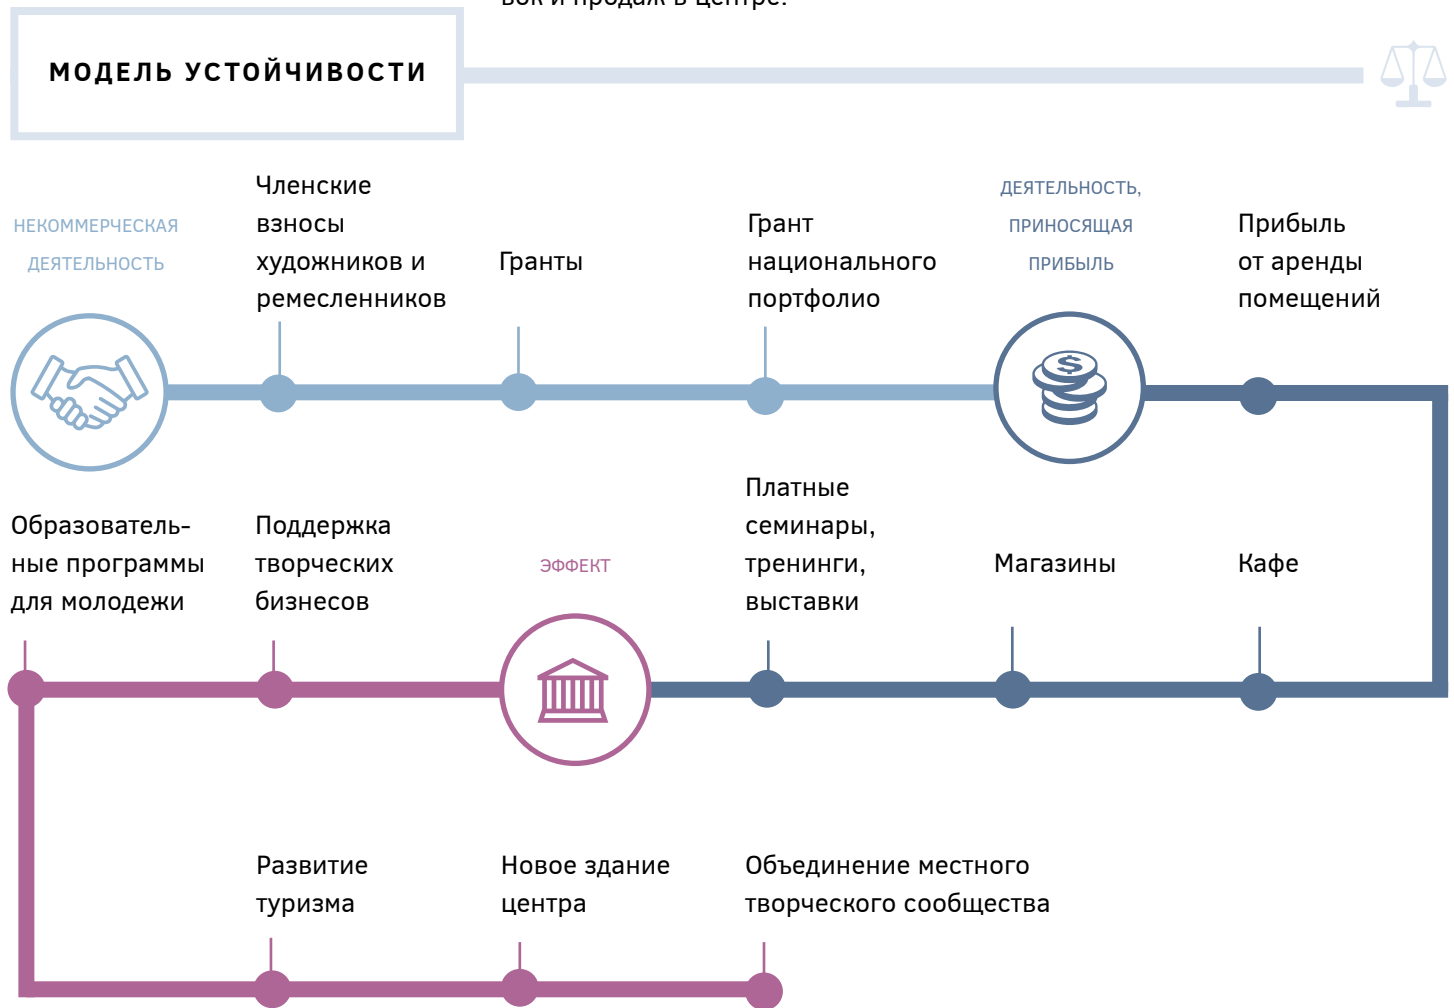 вок и продаж в центре.
МОДЕЛЬ УСТОЙЧИВОСТИ
НЕКОММЕРЧЕСКАЯ
ДЕЯТЕЛЬНОСТЬ
Членские
взносы
художников и
ремесленников
Гранты
Грант
национального
портфолио
ДЕЯТЕЛЬНОСТЬ,
ПРИНОСЯЩАЯ
ПРИБЫЛЬ
$
Прибыль
от аренды
помещений
Кафе
Магазины
Платные
семинары,
тренинги,
выставки
ЭФФЕКТ
Поддержка
творческих
бизнесов
Образователь-
ные программы
для молодежи
Развитие
туризма
Новое здание
центра
Объединение местного
творческого сообщества